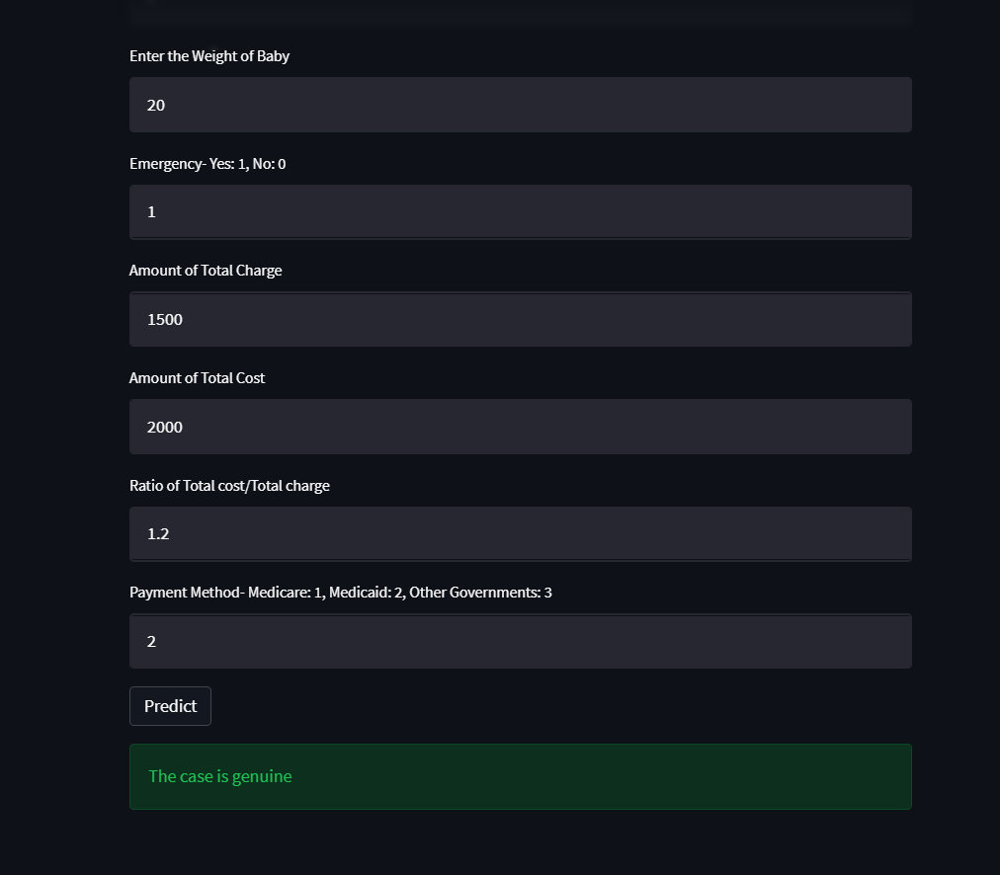 Enter the Weight of Baby
20
Emergency- Yes: 1, No: 0
1
Amount of Total Charge
1500
Amount of Total Cost
2000
Ratio of Total cost/Total charge
1.2
Payment Method- Medicare: 1, Medicaid: 2, Other Governments: 3
2
Predict
The case is genuine